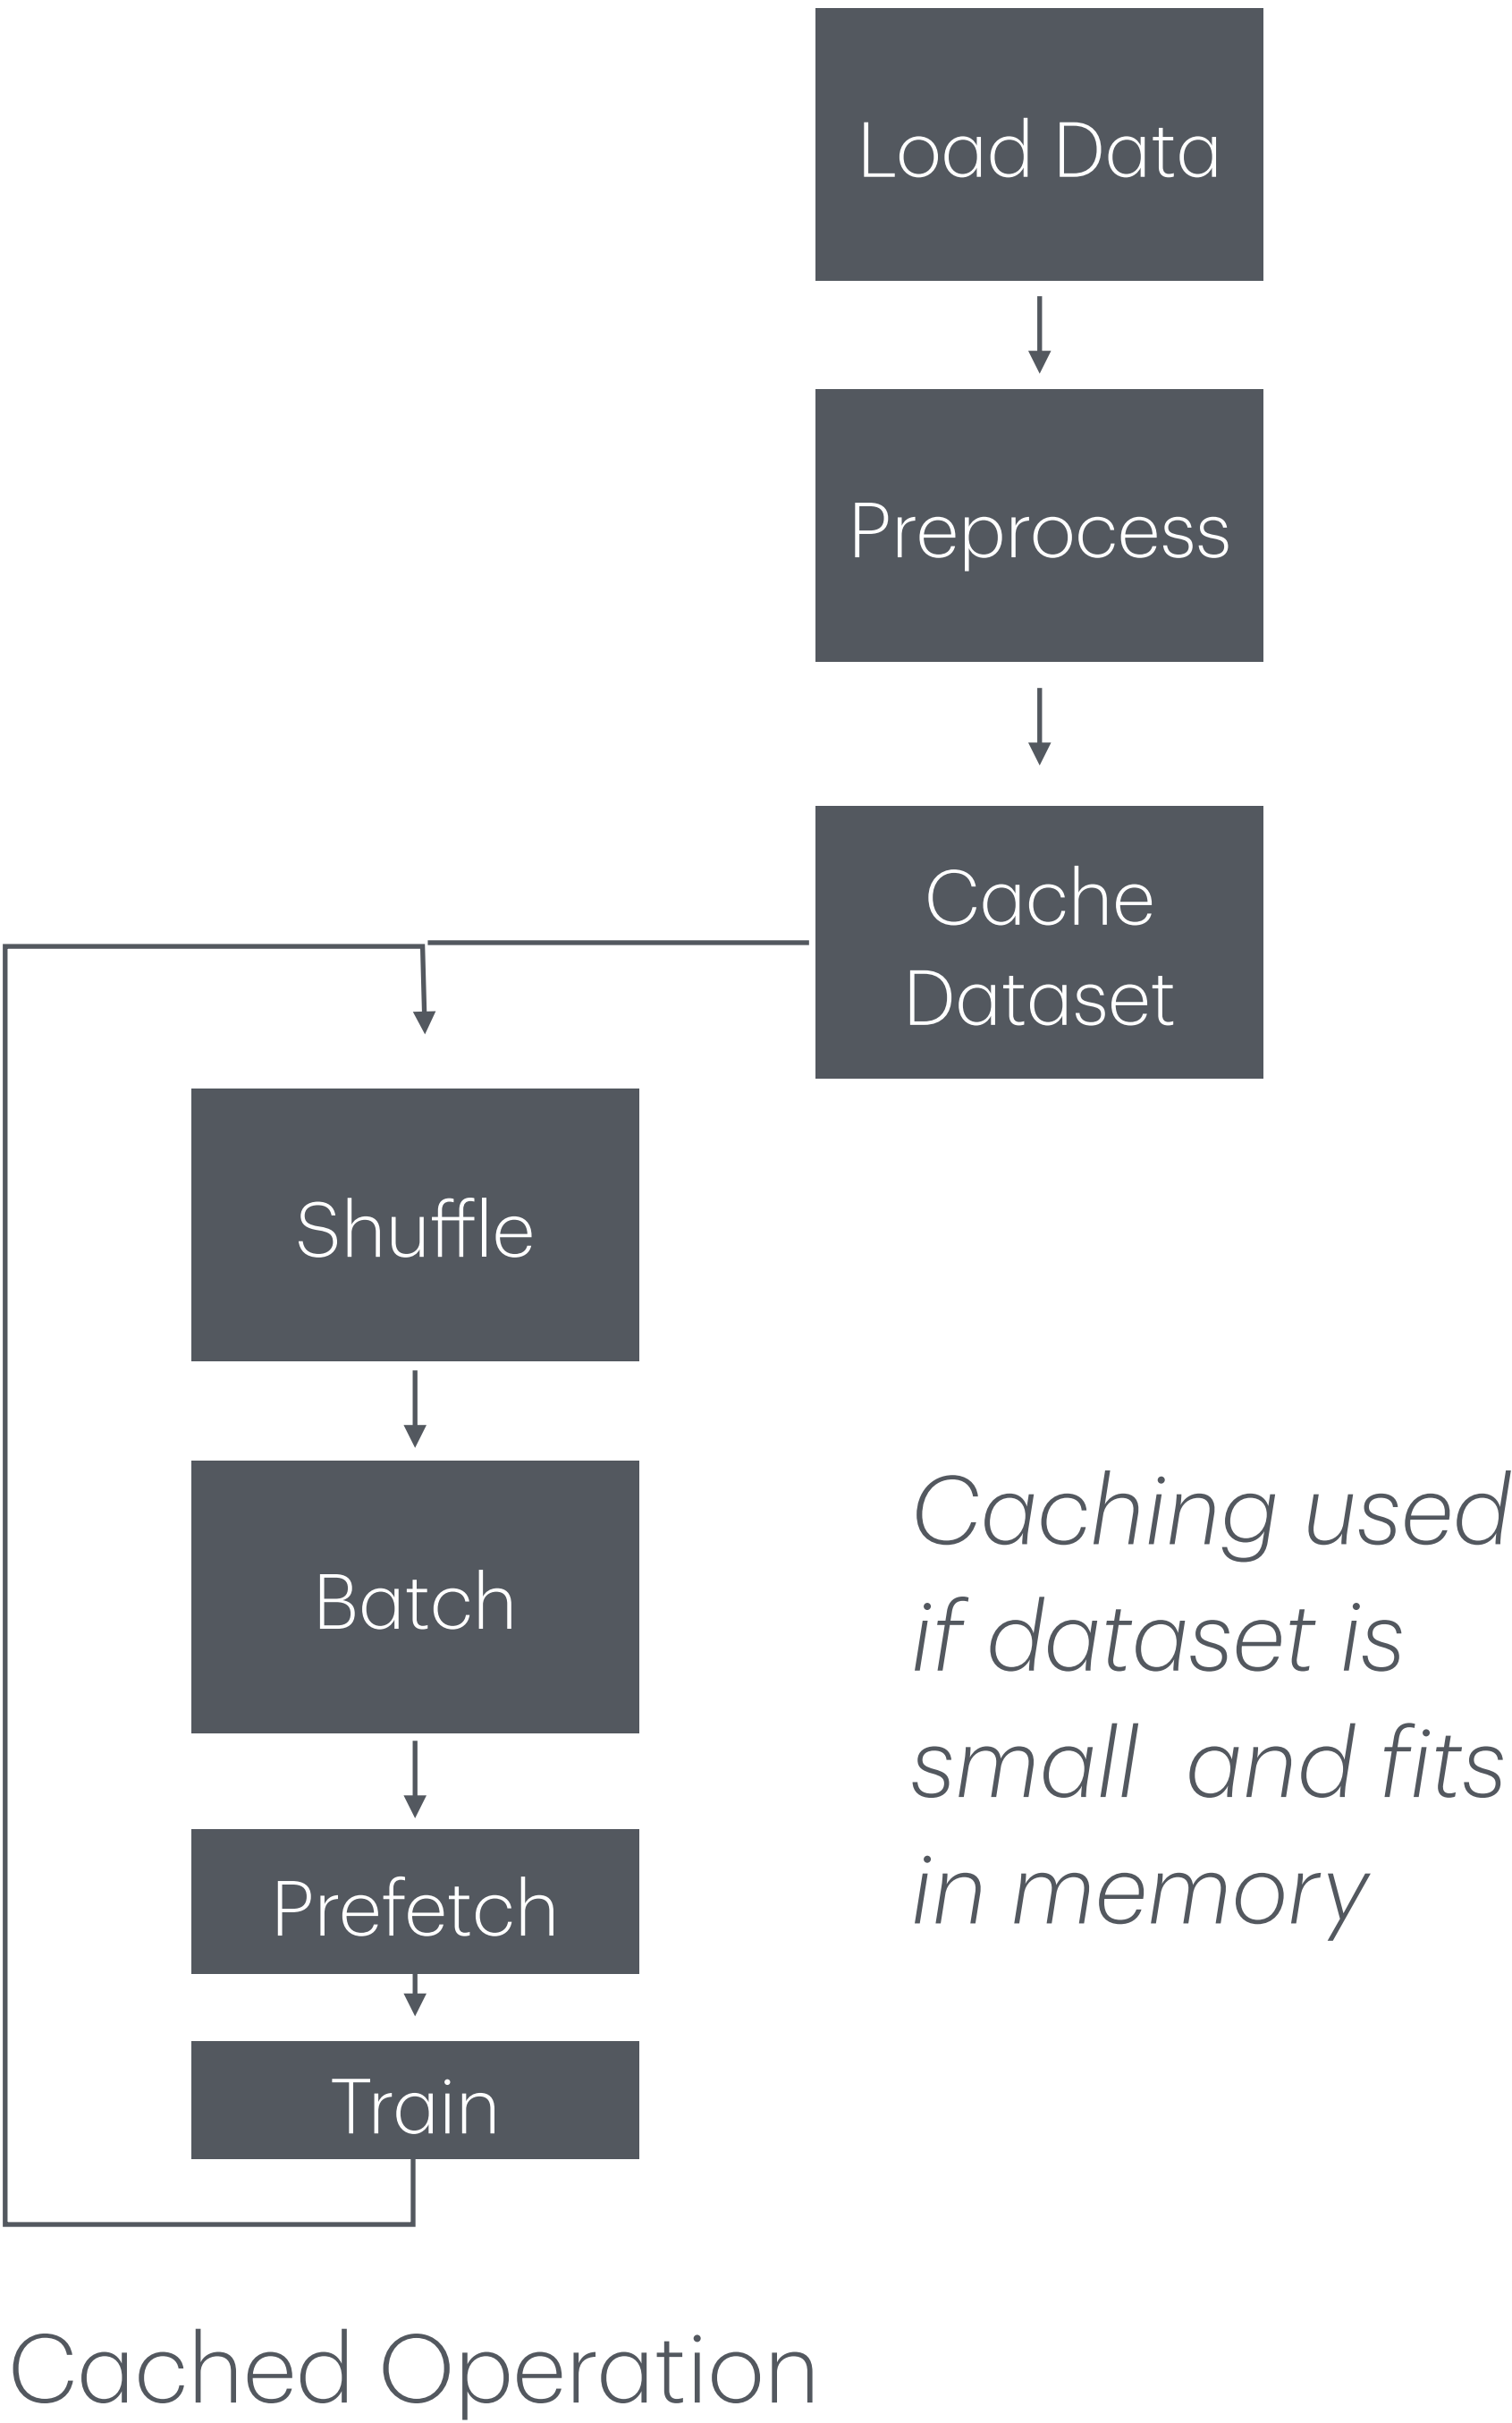 Load Data
Preprocess
Cache
Dataset
Shuffle
Batch
Prefetch
Train
Caching used
if dataset is
small and fits
in memory
Cached Operation